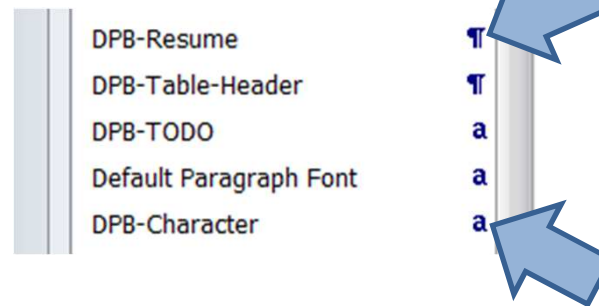 DPB-Resume ¶
DPB-Table-Header ¶
DPB-TODO a
Default Paragraph Font a
DPB-Character a